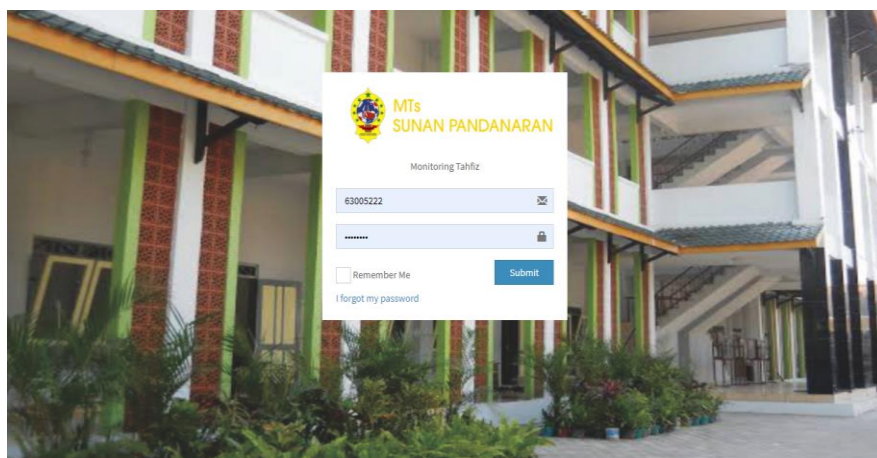 MTs
SUNAN PANDANARAN
Monitoring Tahfiz
63005222
••••••••
Remember Me
Submit
I forgot my password